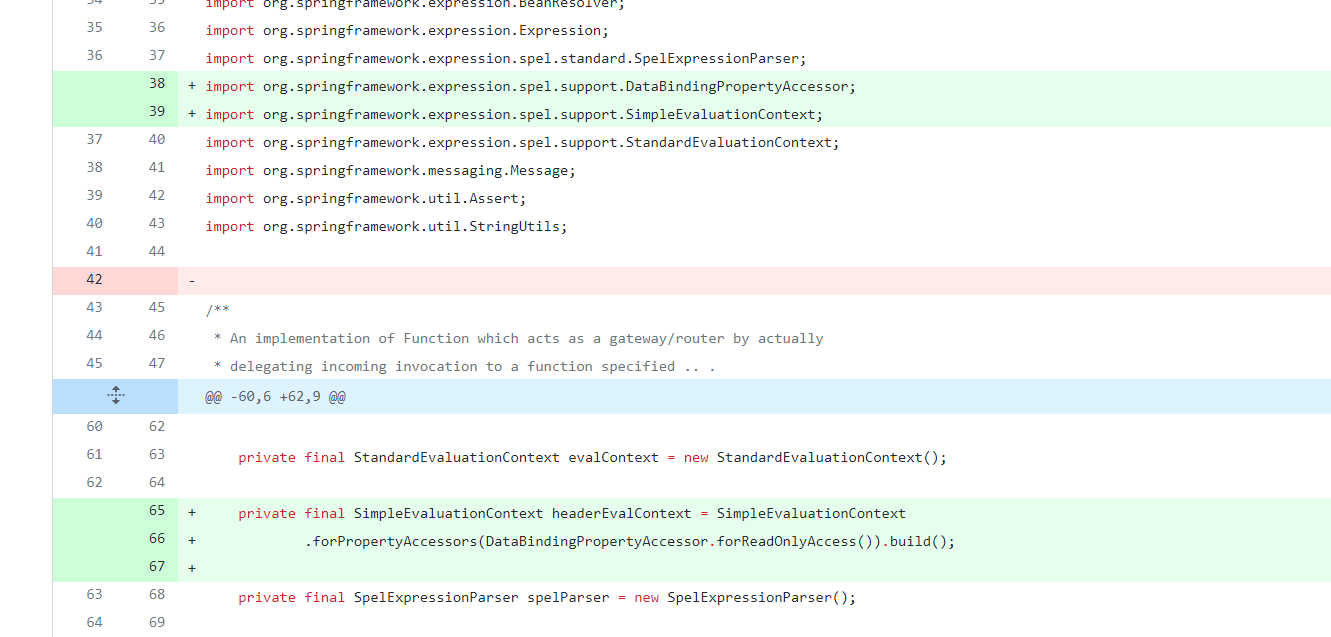 34 35 import org.springframework.expression.BeanResolver;
35 36 import org.springframework.expression.Expression;
36 37 import org.springframework.expression.spel.standard.SpelExpressionParser;
38 + import org.springframework.expression.spel.support.DataBindingPropertyAccessor;
39 + import org.springframework.expression.spel.support.SimpleEvaluationContext;
37 40 import org.springframework.expression.spel.support.StandardEvaluationContext;
38 41 import org.springframework.messaging.Message;
39 42 import org.springframework.util.Assert;
40 43 import org.springframework.util.StringUtils;
41 44
42 -
43 45 /**
44 46 * An implementation of Function which acts as a gateway/router by actually
45 47 * delegating incoming invocation to a function specified .. .
@@ -60,6 +62,9 @@
60 62
61 63 private final StandardEvaluationContext evalContext = new StandardEvaluationContext();
62 64
65 + private final SimpleEvaluationContext headerEvalContext = SimpleEvaluationContext
66 + .forPropertyAccessors(DataBindingPropertyAccessor.forReadOnlyAccess()).build();
67 +
63 68 private final SpelExpressionParser spelParser = new SpelExpressionParser();
64 69